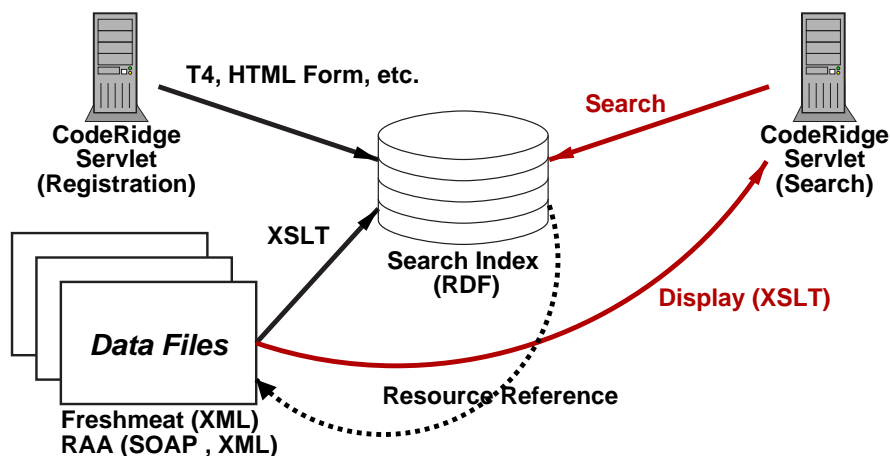 T4, HTML Form, etc.
Search
CodeRidge
Servlet
(Registration)
CodeRidge
Servlet
(Search)
XSLT
Search Index
(RDF)
Display (XSLT)
Data Files
Resource Reference
Freshmeat (XML)
RAA (SOAP , XML)